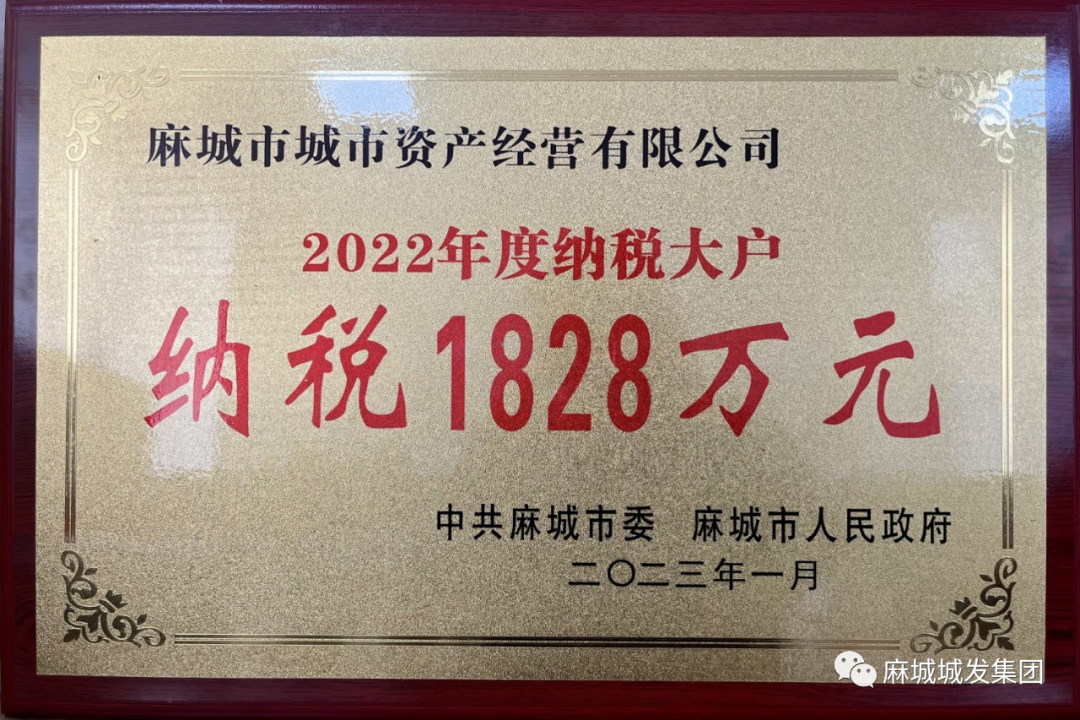 麻城市城市资产经营有限公司
2022年度纳税大户
纳税1828万元
中共麻城市委 麻城市人民政府
二〇二三年一月
麻城城发集团